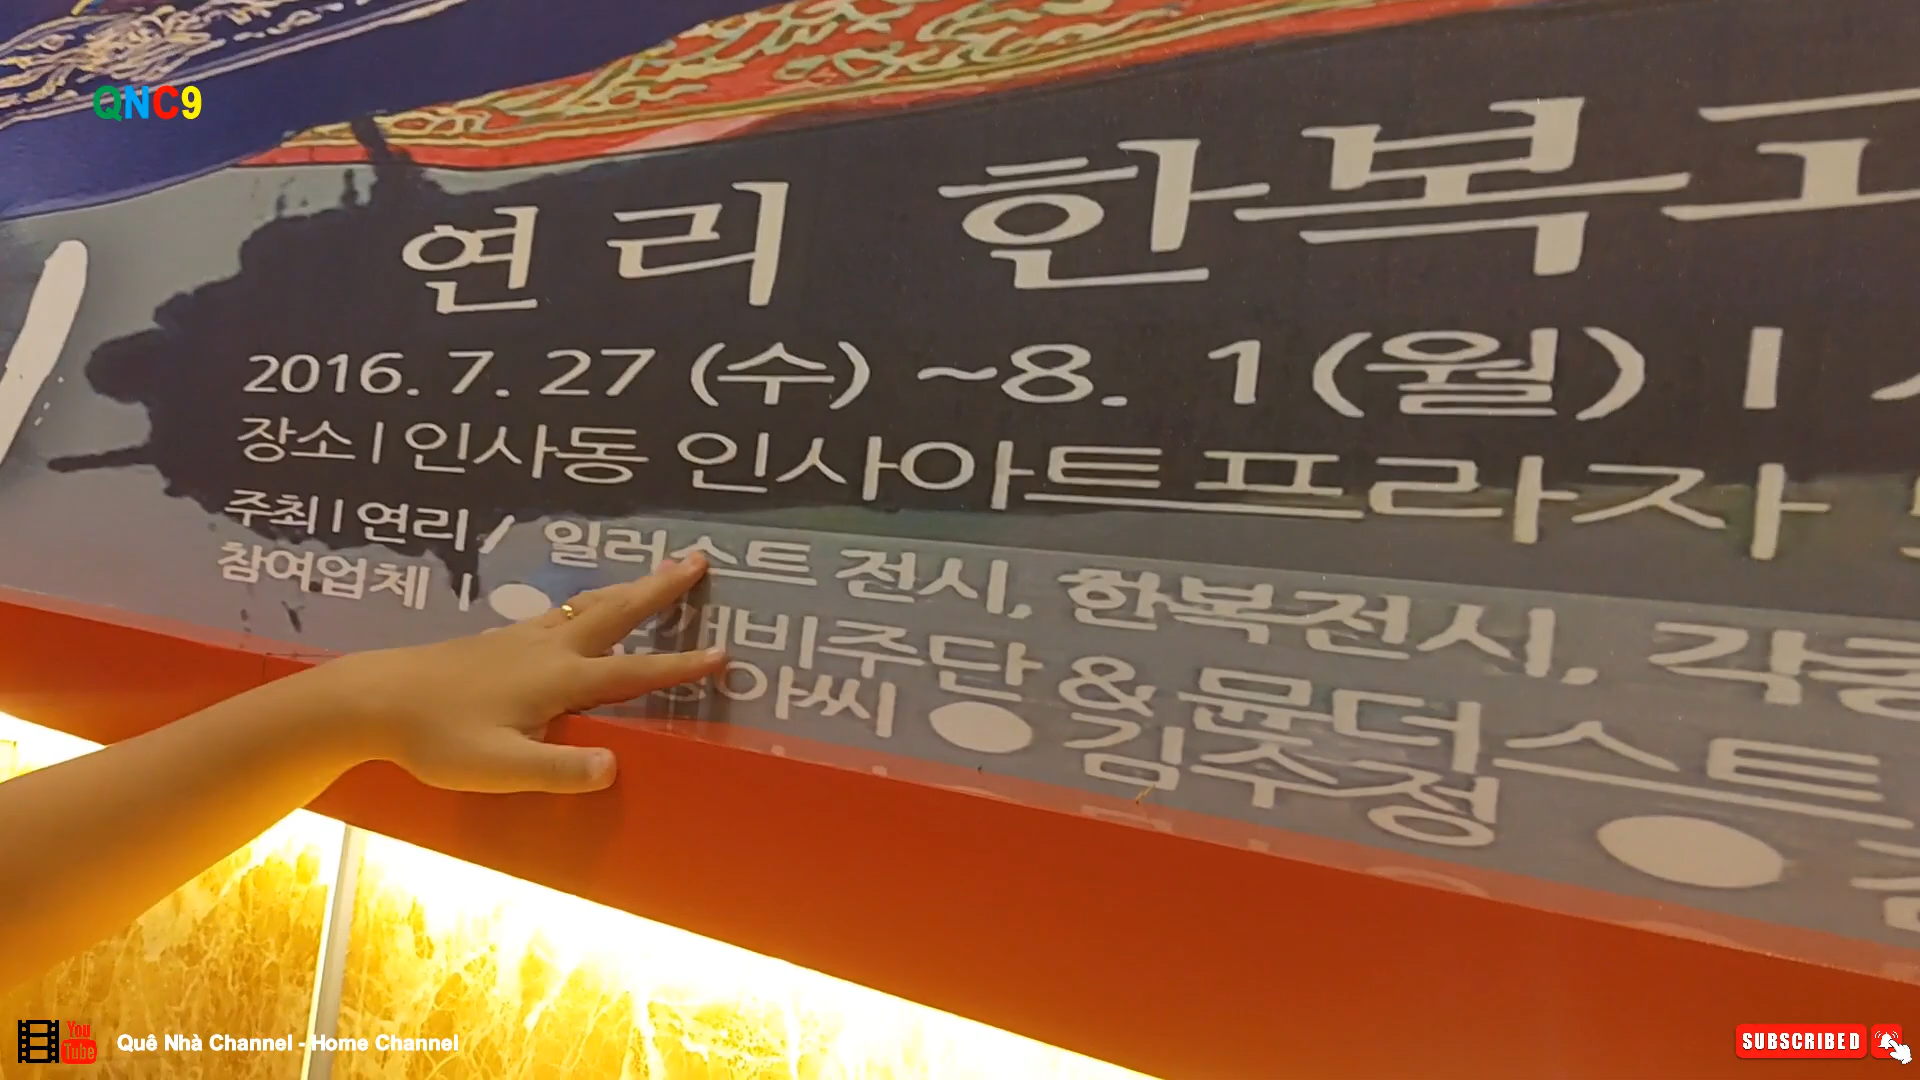 QNC9
연리 한복
2016. 7. 27 (수) ~8. 1(월) |
장소 | 인사동 인사아트프라자
주최 | 연리 / 일러스트 전시, 한복전시,
참여업체 | ● 비주단 & 뮨더스트
아씨 ● 김수정 ●
You Tube
Quê Nhà Channel - Home Channel
SUBSCRIBED